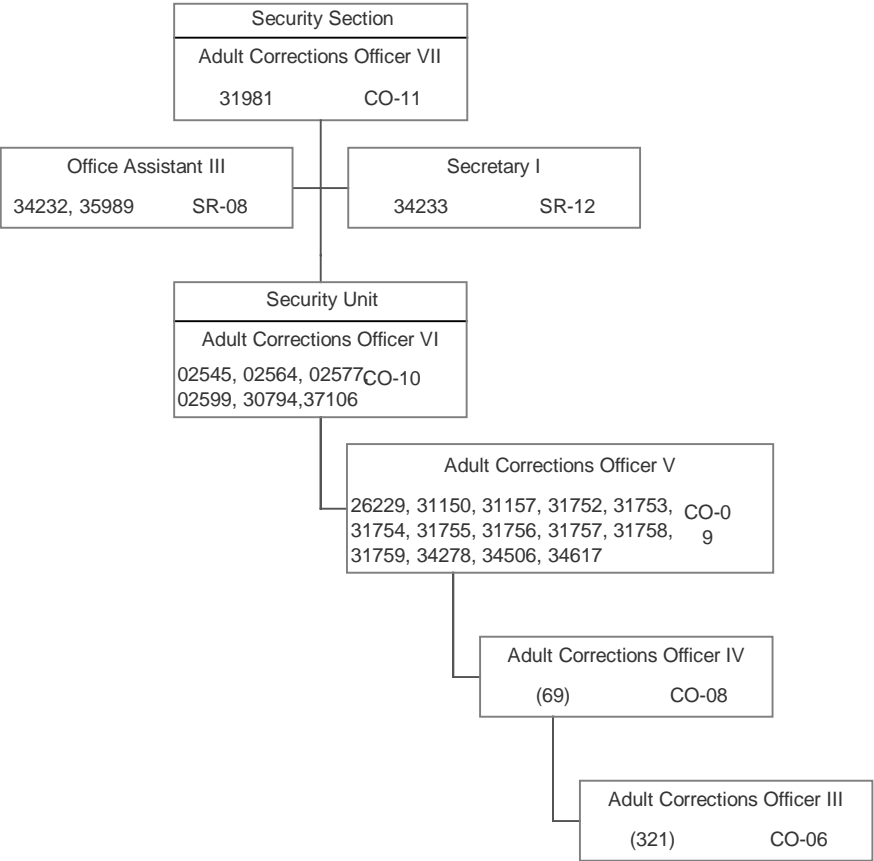 Security Section
Adult Corrections Officer VII
31981 CO-11
Office Assistant III
34232, 35989 SR-08
Secretary I
34233 SR-12
Security Unit
Adult Corrections Officer VI
02545, 02564, 02577, CO-10
02599, 30794,37106
Adult Corrections Officer V
26229, 31150, 31157, 31752, 31753,
31754, 31755, 31756, 31757, 31758,
31759, 34278, 34506, 34617
CO-0
9
Adult Corrections Officer IV
(69) CO-08
Adult Corrections Officer III
(321) CO-06